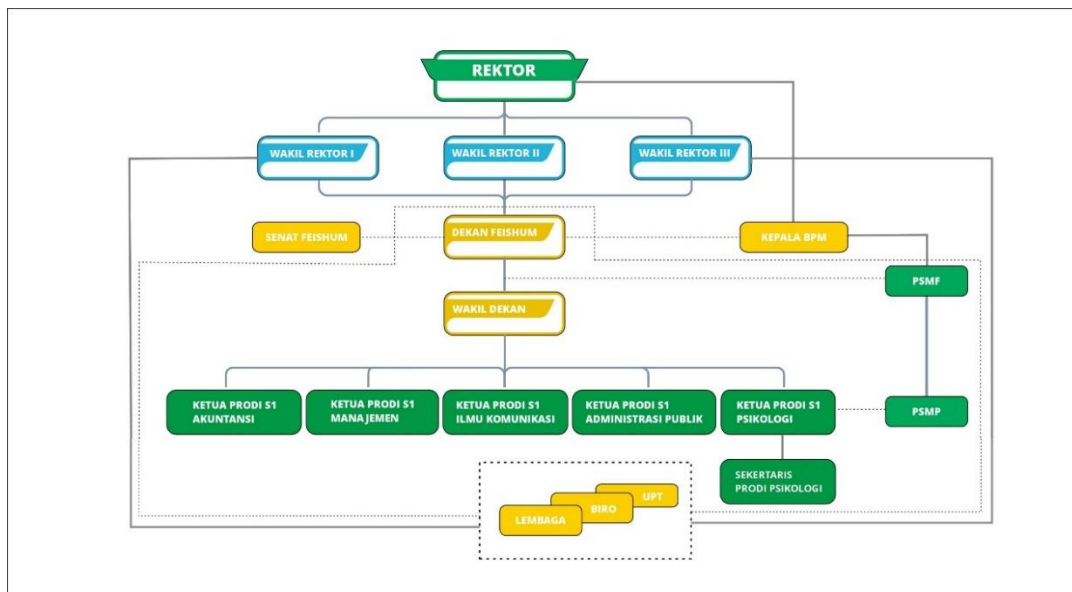 REKTOR
WAKIL REKTOR I
WAKIL REKTOR II
WAKIL REKTOR III
SENAT FEISHUM
DEKAN FEISHUM
KEPALA BPM
PSMF
WAKIL DEKAN
KETUA PRODI S1
AKUNTANSI
KETUA PRODI S1
MANAJEMEN
KETUA PRODI S1
ILMU KOMUNIKASI
KETUA PRODI S1
ADMINISTRASI PUBLIK
KETUA PRODI S1
PSIKOLOGI
PSMP
SEKERTARIS
PRODI PSIKOLOGI
UPT
BIRO
LEMBAGA